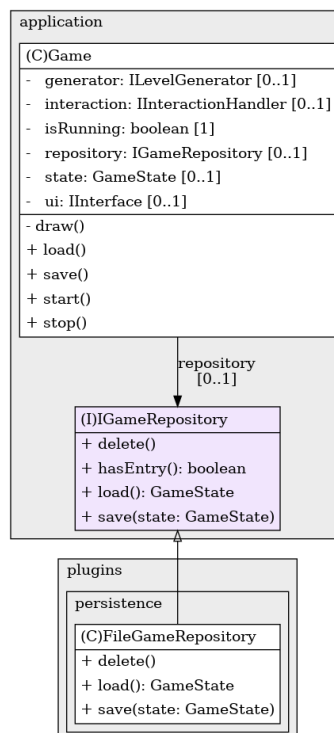 application
(C)Game
- generator: ILevelGenerator [0..1]
- interaction: IInteractionHandler [0..1]
- isRunning: boolean [1]
- repository: IGameRepository [0..1]
- state: GameState [0..1]
- ui: IInterface [0..1]
- draw()
+ load()
+ save()
+ start()
+ stop()
repository
[0..1]
(I)IGameRepository
+ delete()
+ hasEntry(): boolean
+ load(): GameState
+ save(state: GameState)
plugins
persistence
(C)FileGameRepository
+ delete()
+ load(): GameState
+ save(state: GameState)